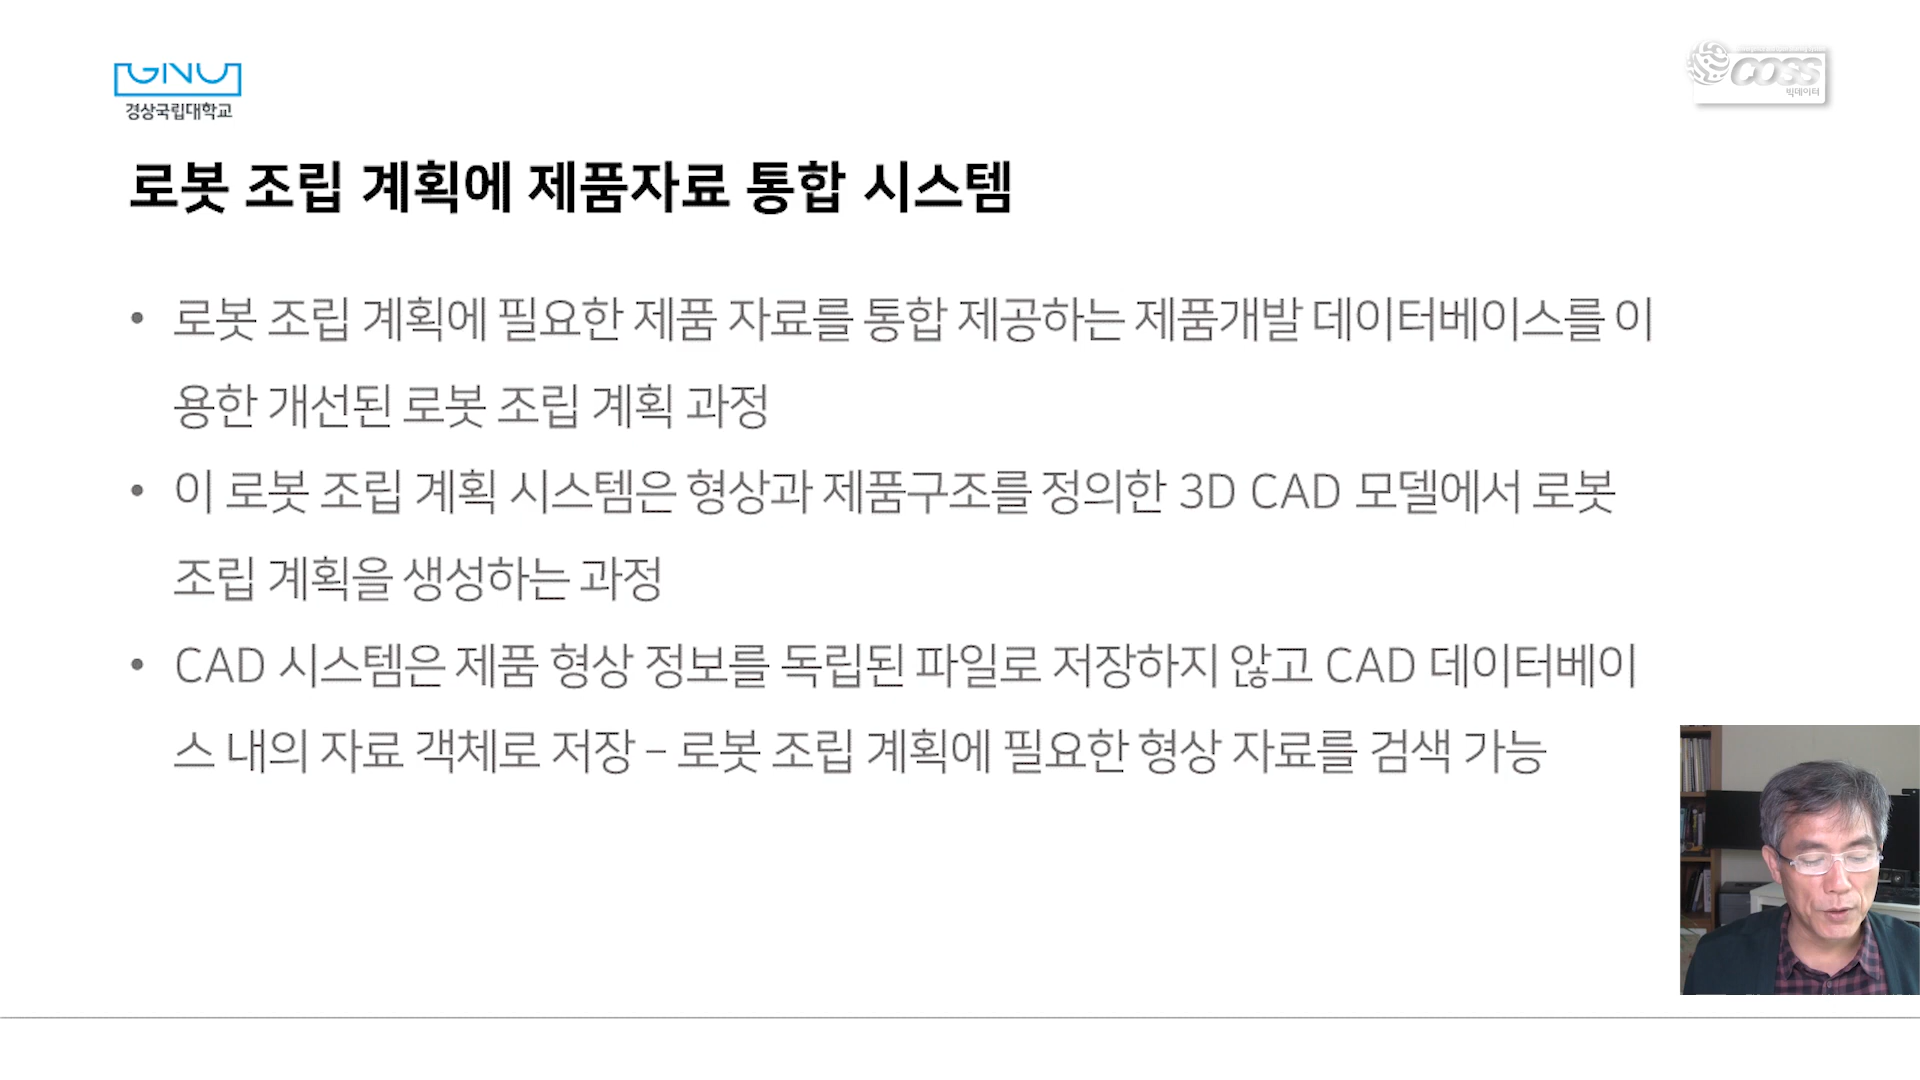 GNU
경상국립대학교
COSS
빅데이터
로봇 조립 계획에 제품자료 통합 시스템
• 로봇 조립 계획에 필요한 제품 자료를 통합 제공하는 제품개발 데이터베이스를 이
용한 개선된 로봇 조립 계획 과정
• 이 로봇 조립 계획 시스템은 형상과 제품구조를 정의한 3D CAD 모델에서 로봇
조립 계획을 생성하는 과정
• CAD 시스템은 제품 형상 정보를 독립된 파일로 저장하지 않고 CAD 데이터베이
스 내의 자료 객체로 저장 – 로봇 조립 계획에 필요한 형상 자료를 검색 가능